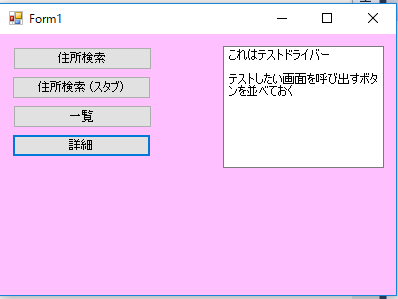 Form1
住所検索
住所検索 (スタブ)
一覧
詳細
これはテストドライバー
テストしたい画面を呼び出すボタ
ンを並べておく